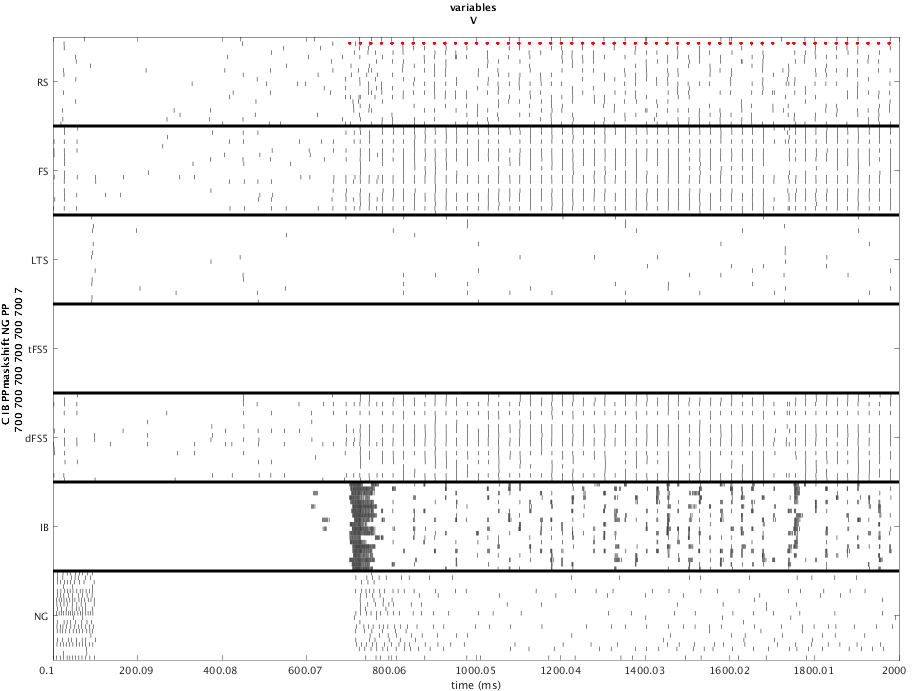 variables
V
RS
FS
LTS
tFS5
dFS5
IB
NG
C IB PPmaskshift NG PP
700 700 700 700 700 700 7
0.1
200.09
400.08
600.07
800.06
1000.05
1200.04
1400.03
1600.02
1800.01
2000
time (ms)